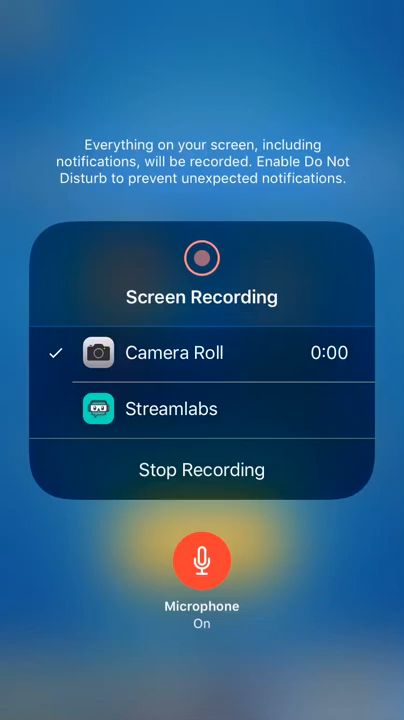 Everything on your screen, including
notifications, will be recorded. Enable Do Not
Disturb to prevent unexpected notifications.
Screen Recording
Camera Roll 0:00
Streamlabs
Stop Recording
Microphone
On